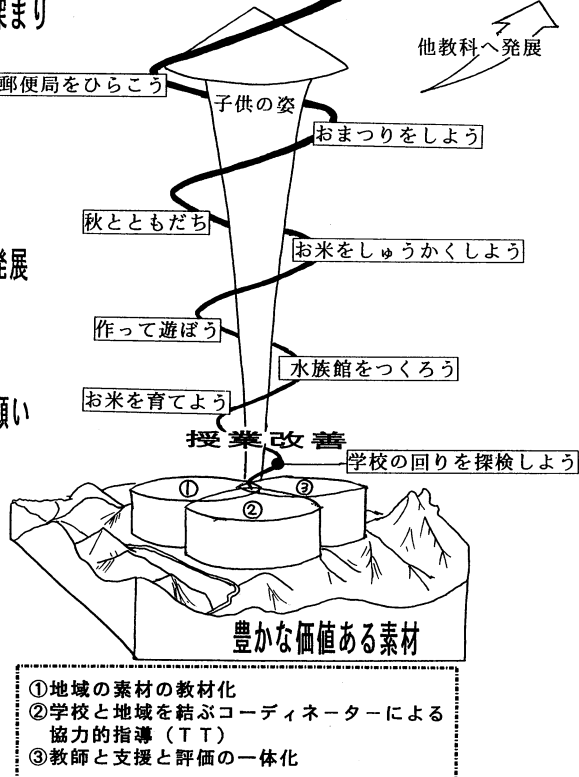 まり
他教科へ発展
郵便局をひらこう
子供の姿
おまつりをしよう
秋とともだち
お米をしゅうかくしよう
発展
作って遊ぼう
水族館をつくろう
お米を育てよう
願い
授業改善
学校の回りを探検しよう
①
③
②
豊かな価値ある素材
①地域の素材の教材化
②学校と地域を結ぶコーディネーターによる
協力的指導（ＴＴ）
③教師と支援と評価の一体化